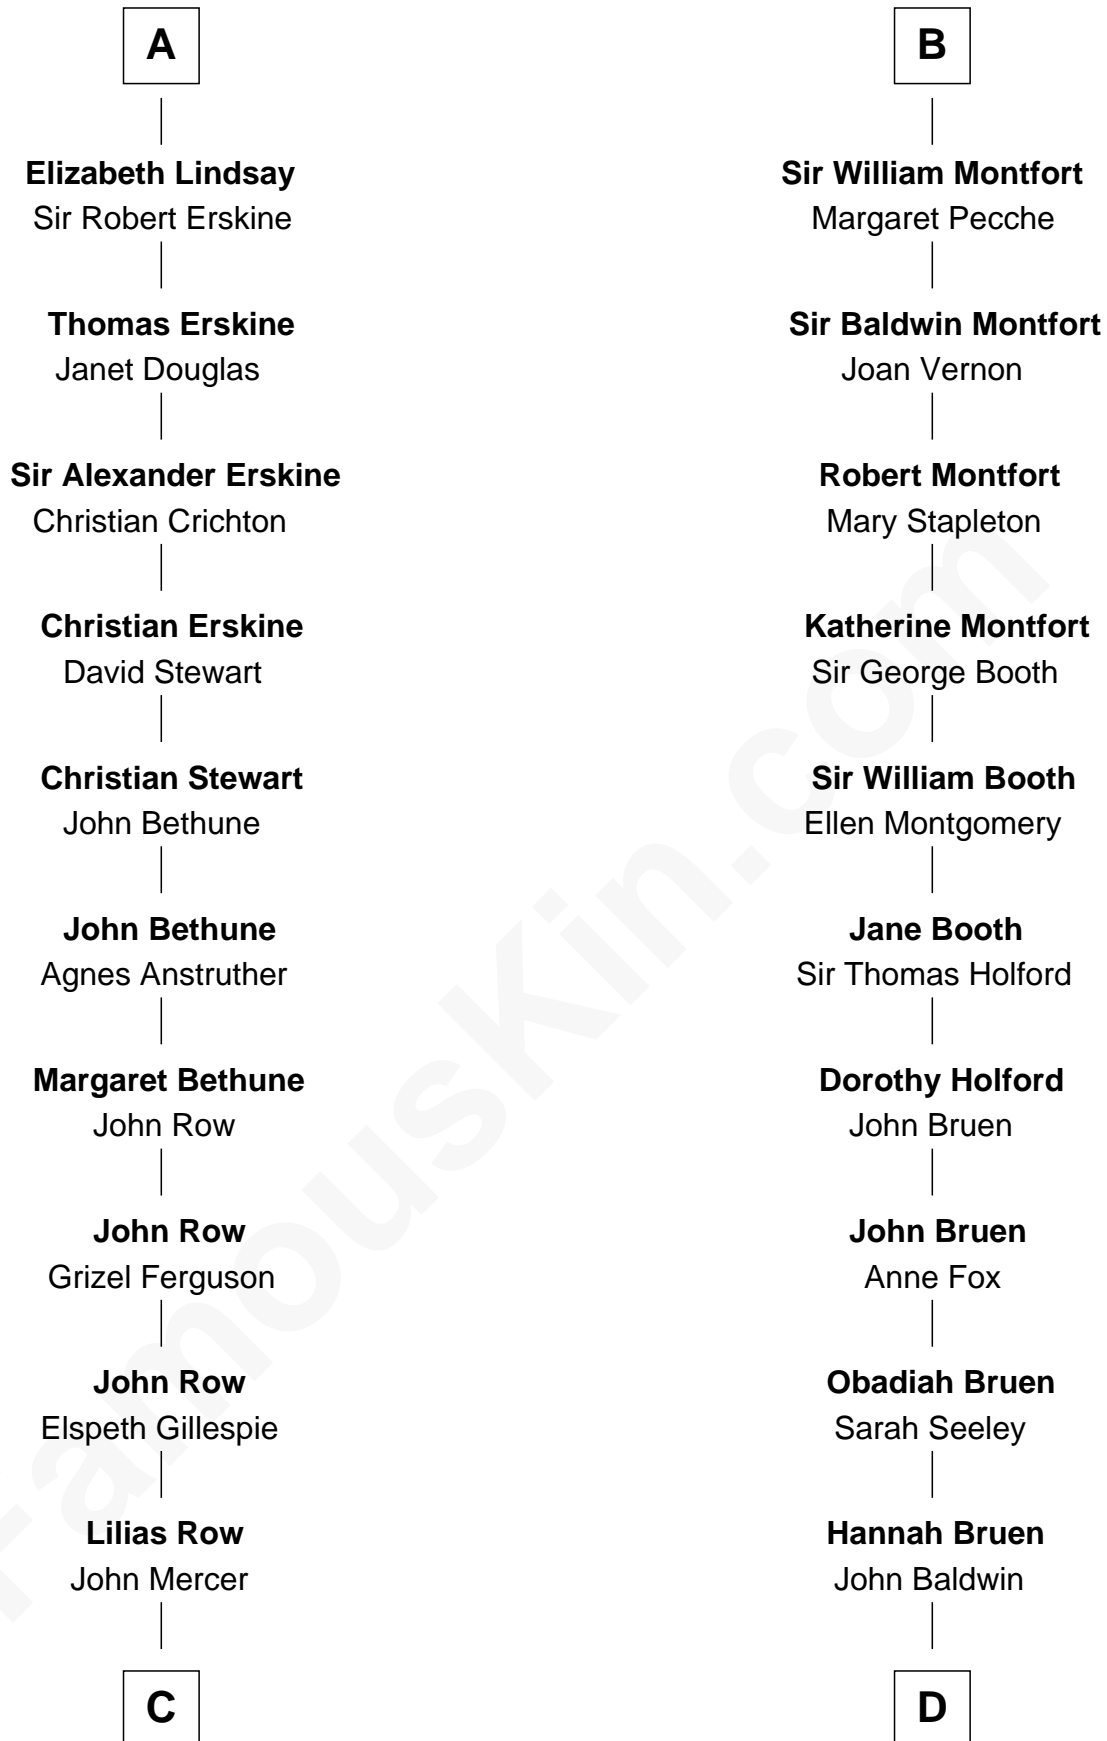 A
Elizabeth Lindsay
Sir Robert Erskine
Thomas Erskine
Janet Douglas
Sir Alexander Erskine
Christian Crichton
Christian Erskine
David Stewart
Christian Stewart
John Bethune
John Bethune
Agnes Anstruther
Margaret Bethune
John Row
John Row
Grizel Ferguson
John Row
Elspeth Gillespie
Lilias Row
John Mercer
C
B
Sir William Montfort
Margaret Pecche
Sir Baldwin Montfort
Joan Vernon
Robert Montfort
Mary Stapleton
Katherine Montfort
Sir George Booth
Sir William Booth
Ellen Montgomery
Jane Booth
Sir Thomas Holford
Dorothy Holford
John Bruen
John Bruen
Anne Fox
Obadiah Bruen
Sarah Seeley
Hannah Bruen
John Baldwin
D
FamousKin.com